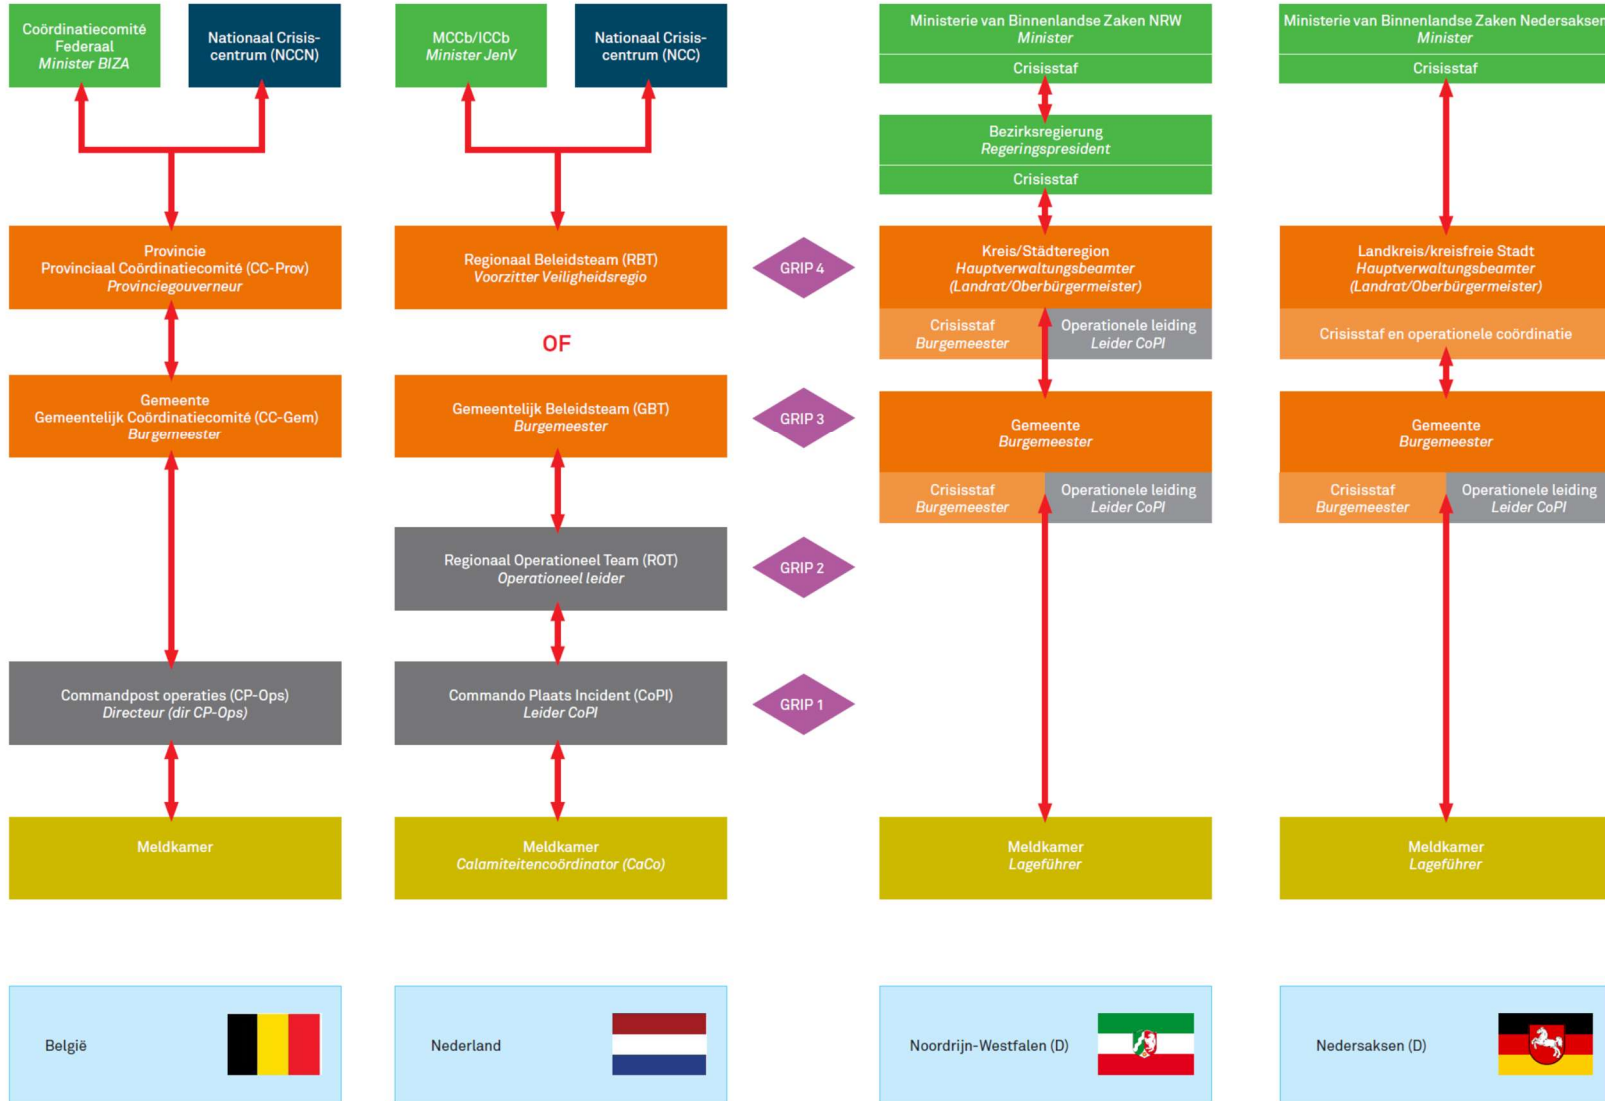 Coördinatiecomité
Federaal
Minister BIZA
Nationaal Crisis-
centrum (NCCN)
Provincie
Provinciaal Coördinatiecomité (CC-Prov)
Provinciegouverneur
Gemeente
Gemeentelijk Coördinatiecomité (CC-Gem)
Burgemeester
Commandpost operaties (CP-Ops)
Directeur (dir CP-Ops)
Meldkamer
België
MCCb/ICCb
Minister JenV
Nationaal Crisis-
centrum (NCC)
Regionaal Beleidsteam (RBT)
Voorzitter Veiligheidsregio
OF
Gemeentelijk Beleidsteam (GBT)
Burgemeester
Regionaal Operationeel Team (ROT)
Operationeel leider
Commando Plaats Incident (CoPI)
Leider CoPI
Meldkamer
Calamiteitencoördinator (CaCo)
Nederland
GRIP 4
GRIP 3
GRIP 2
GRIP 1
Ministerie van Binnenlandse Zaken NRW
Minister
Crisisstaf
Bezirksregierung
Regeringspresident
Crisisstaf
Kreis/Städteregion
Hauptverwaltungsbeamter
(Landrat/Oberbürgermeister)
Crisisstaf
Burgemeester
Operationele leiding
Leider CoPI
Gemeente
Burgemeester
Crisisstaf
Burgemeester
Operationele leiding
Leider CoPI
Meldkamer
Lageführer
Noordrijn-Westfalen (D)
Ministerie van Binnenlandse Zaken Nedersaksen
Minister
Crisisstaf
Landkreis/kreisfreie Stadt
Hauptverwaltungsbeamter
(Landrat/Oberbürgermeister)
Crisisstaf en operationele coördinatie
Gemeente
Burgemeester
Crisisstaf
Burgemeester
Operationele leiding
Leider CoPI
Meldkamer
Lageführer
Nedersaksen (D)